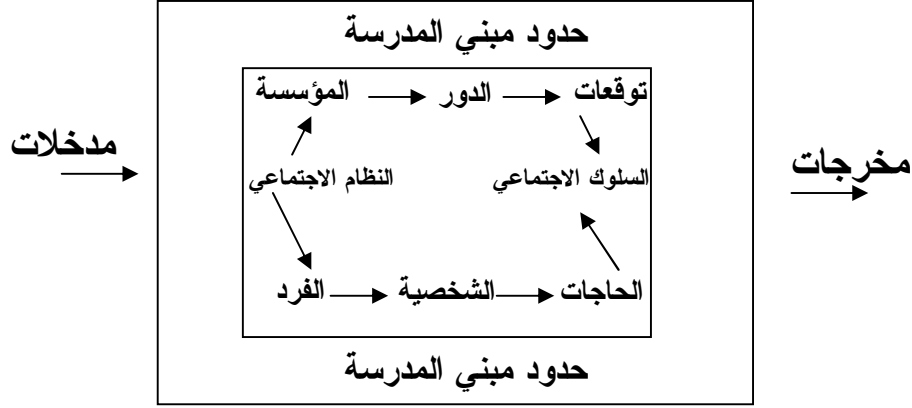 حدود مبني المدرسة
المؤسسة الدور توقعات
مدخلات
النظام الاجتماعي السلوك الاجتماعي
مخرجات
الفرد الشخصية الحاجات
حدود مبني المدرسة